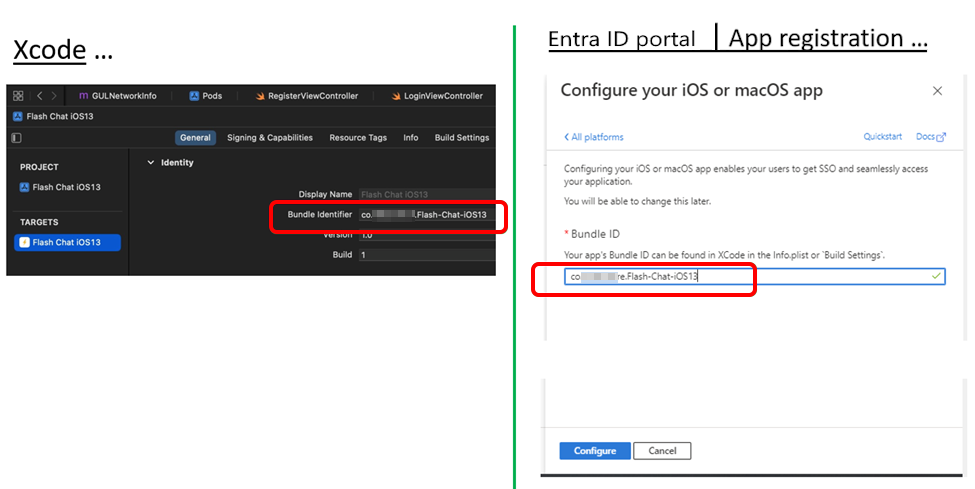 Xcode ...
GULNetworkInfo
Pods
RegisterViewController
LoginViewController
Flash Chat iOS13
General
Signing & Capabilities
Resource Tags
Info
Build Settings
PROJECT
Flash Chat iOS13
TARGETS
Flash Chat iOS13
Identity
Display Name Flash Chat iOS13
Bundle Identifier co. .Flash-Chat-iOS13
Version 1.0
Build 1
Entra ID portal | App registration ...
Configure your iOS or macOS app
All platforms
Quickstart
Docs
Configuring your iOS or macOS app enables your users to get SSO and seamlessly access
your application.
You will be able to change this later.
* Bundle ID
Your app's Bundle ID can be found in XCode in the Info.plist or `Build Settings`.
co re.Flash-Chat-iOS13
Configure
Cancel